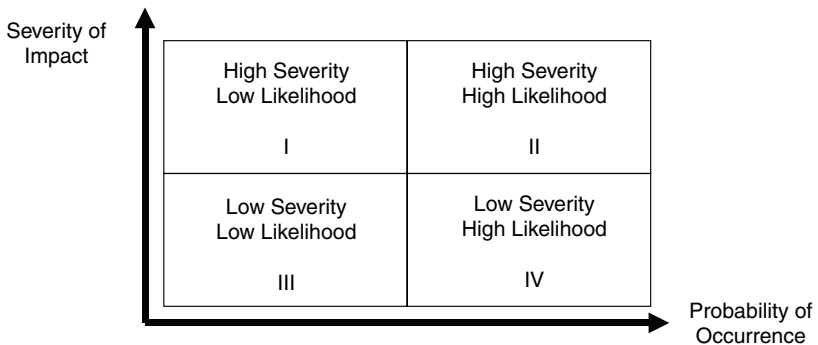 Severity of
Impact
High Severity
Low Likelihood
I
High Severity
High Likelihood
II
Low Severity
Low Likelihood
III
Low Severity
High Likelihood
IV
Probability of
Occurrence